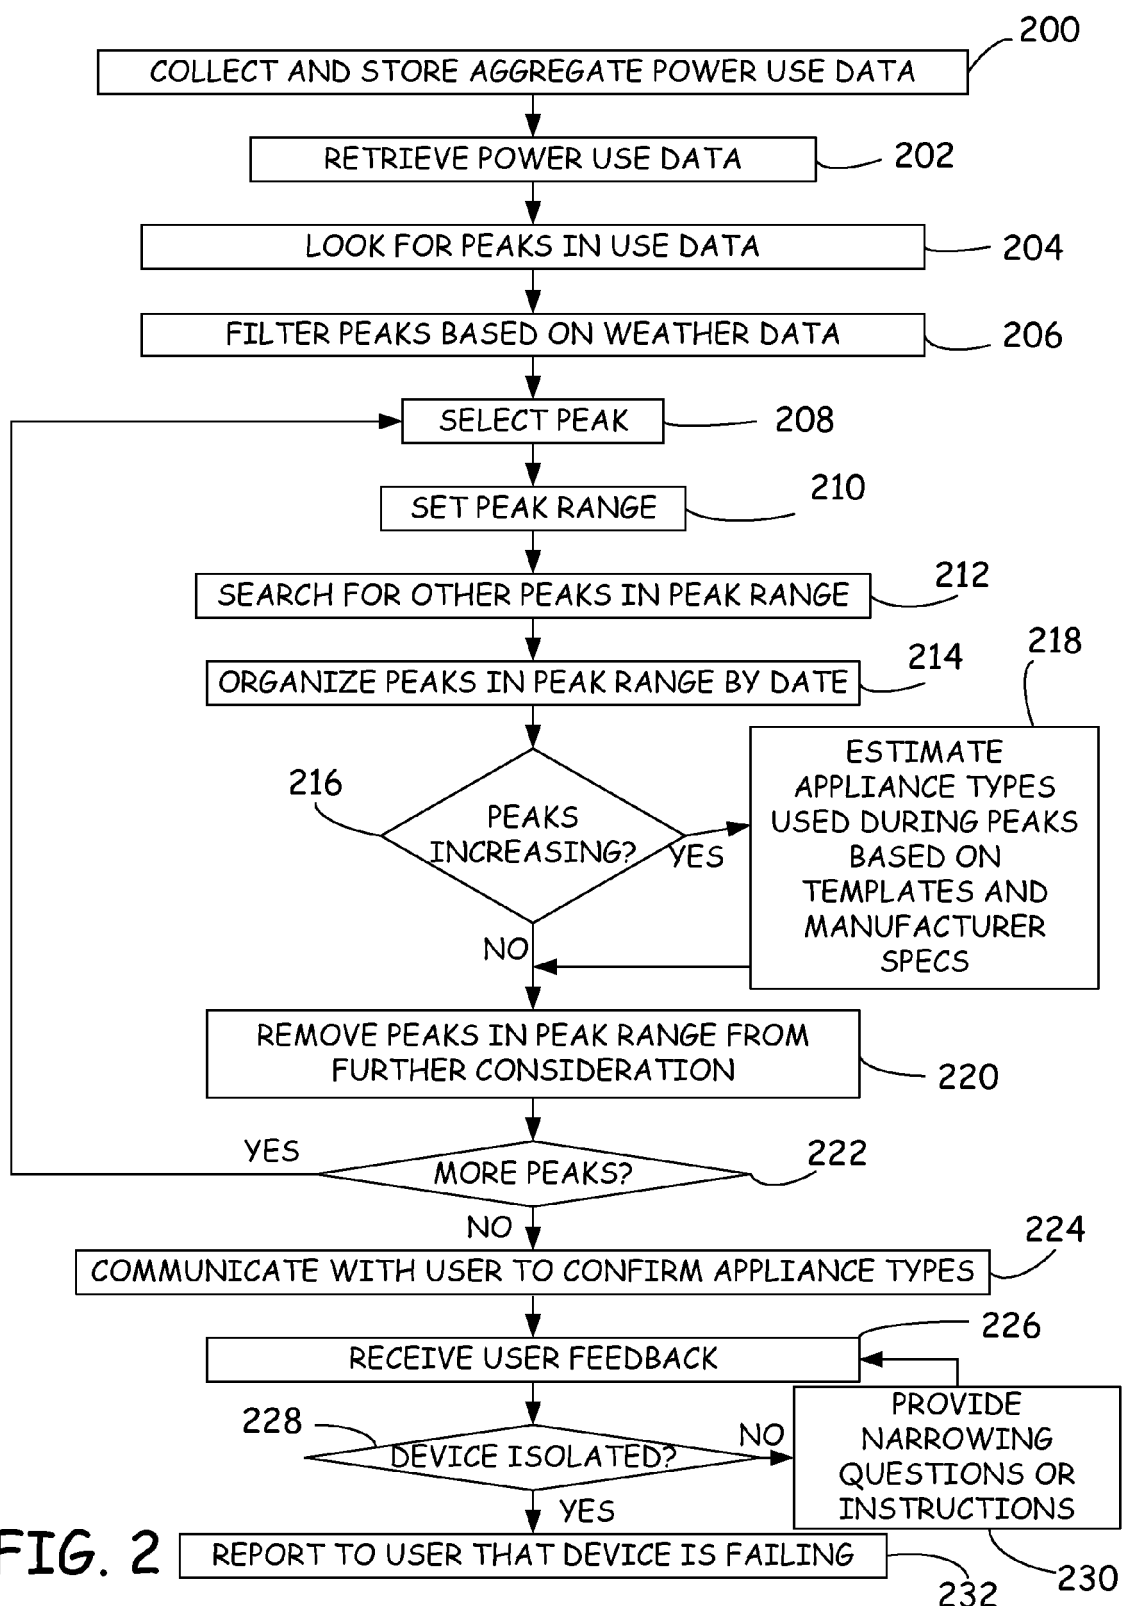 200
COLLECT AND STORE AGGREGATE POWER USE DATA
RETRIEVE POWER USE DATA
202
LOOK FOR PEAKS IN USE DATA
204
FILTER PEAKS BASED ON WEATHER DATA
206
SELECT PEAK
208
SET PEAK RANGE
210
SEARCH FOR OTHER PEAKS IN PEAK RANGE
212
ORGANIZE PEAKS IN PEAK RANGE BY DATE
214
216
PEAKS
INCREASING?
YES
218
ESTIMATE
APPLIANCE TYPES
USED DURING PEAKS
BASED ON
TEMPLATES AND
MANUFACTURER
SPECS
NO
REMOVE PEAKS IN PEAK RANGE FROM
FURTHER CONSIDERATION
220
YES
MORE PEAKS?
222
NO
224
COMMUNICATE WITH USER TO CONFIRM APPLIANCE TYPES
226
RECEIVE USER FEEDBACK
228
DEVICE ISOLATED?
NO
PROVIDE
NARROWING
QUESTIONS OR
INSTRUCTIONS
230
YES
FIG. 2
REPORT TO USER THAT DEVICE IS FAILING
232